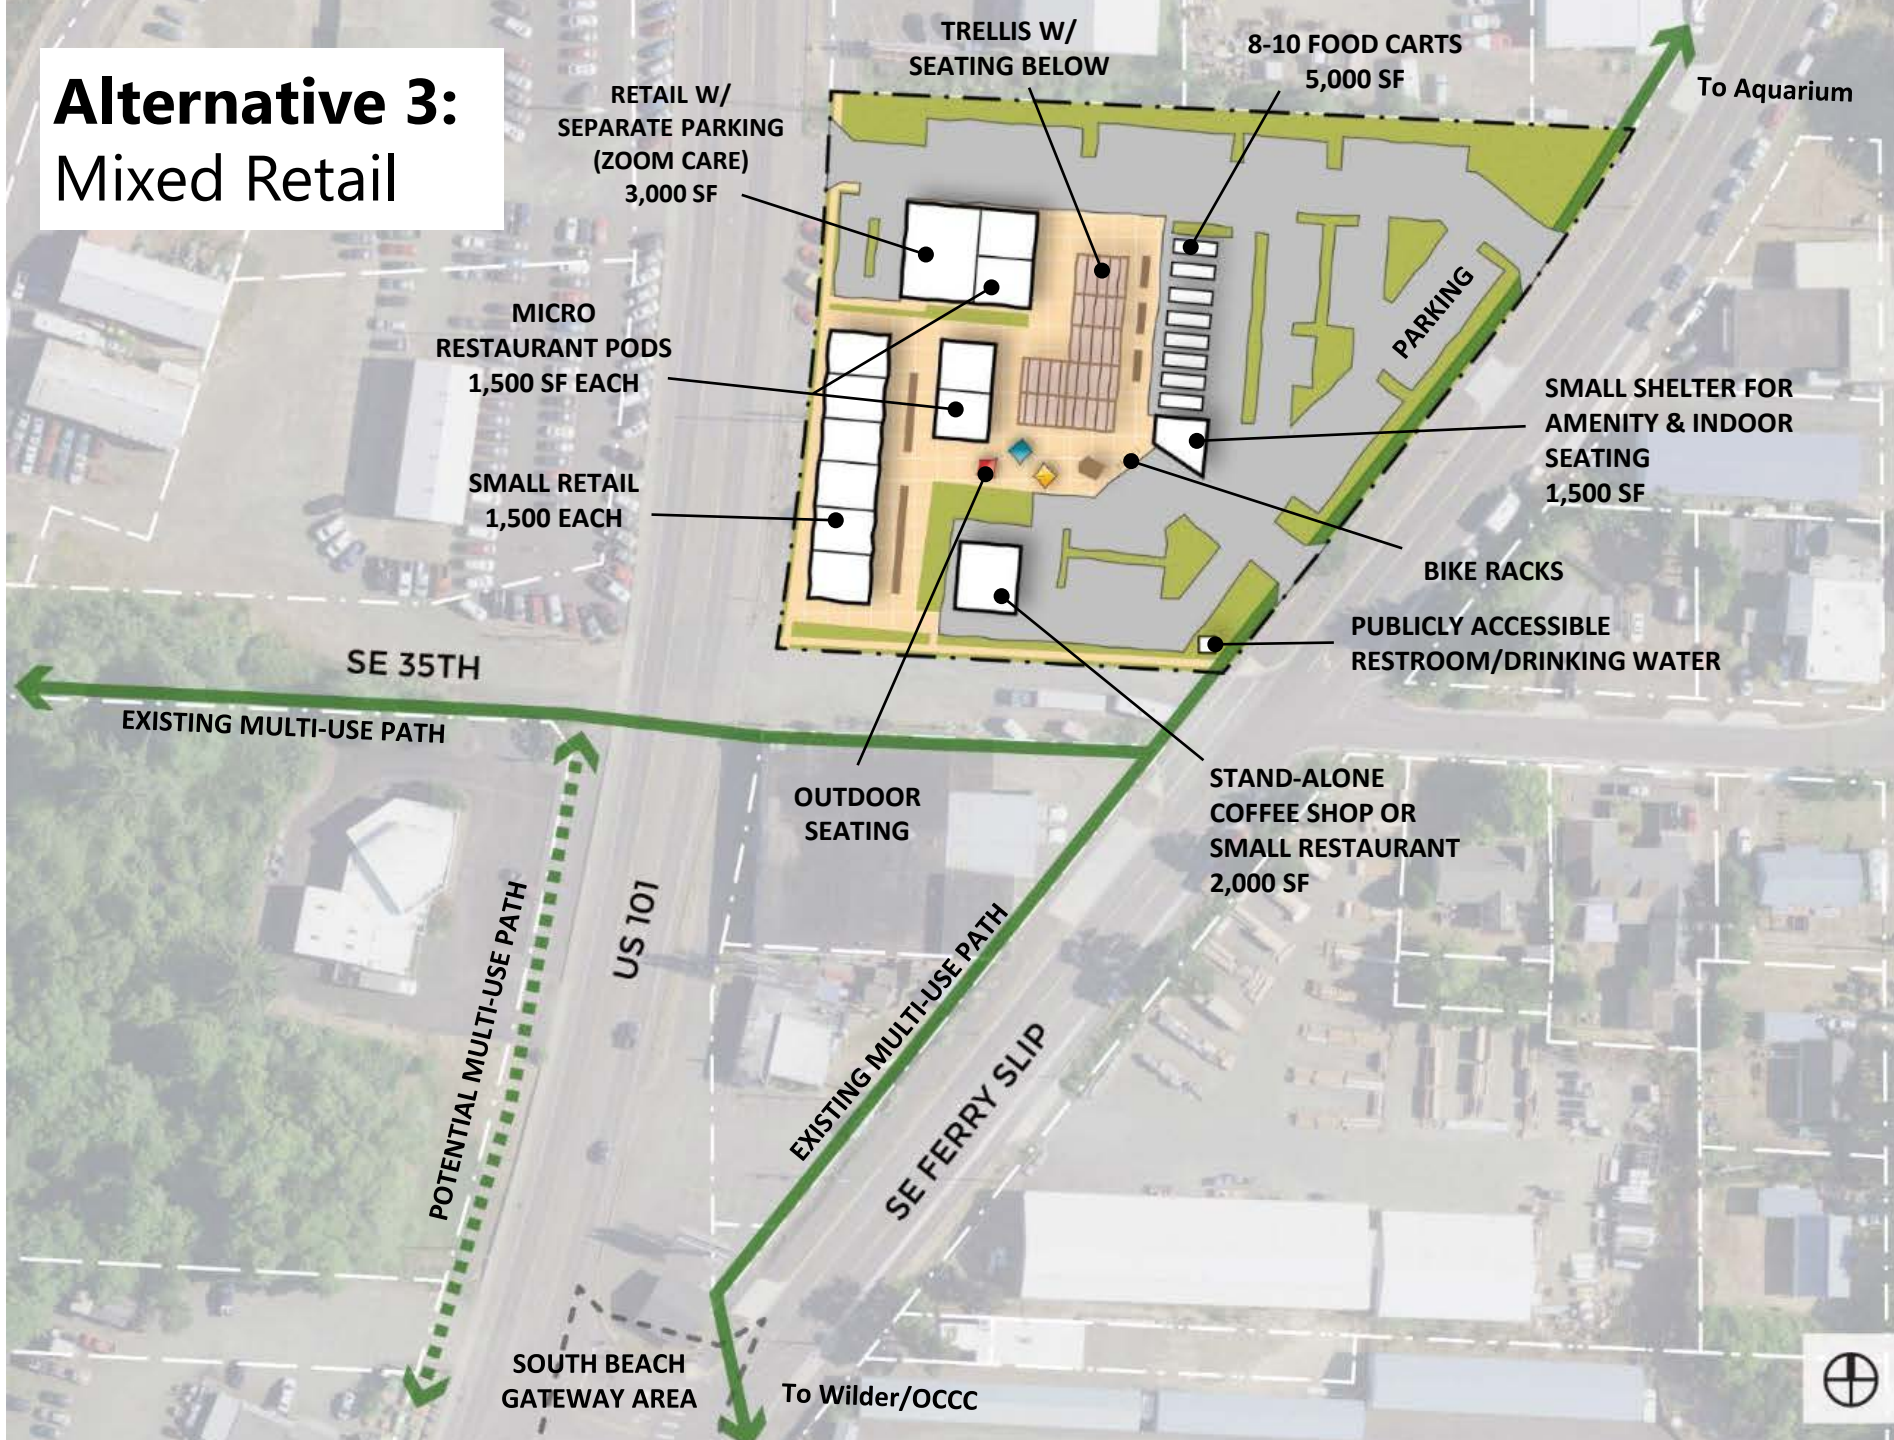 Alternative 3:
Mixed Retail
TRELLIS W/
SEATING BELOW
8-10 FOOD CARTS
5,000 SF
To Aquarium
RETAIL W/
SEPARATE PARKING
(ZOOM CARE)
3,000 SF
MICRO
RESTAURANT PODS
1,500 SF EACH
PARKING
SMALL SHELTER FOR
AMENITY & INDOOR
SEATING
1,500 SF
SMALL RETAIL
1,500 EACH
BIKE RACKS
PUBLICLY ACCESSIBLE
RESTROOM/DRINKING WATER
SE 35TH
EXISTING MULTI-USE PATH
OUTDOOR
SEATING
STAND-ALONE
COFFEE SHOP OR
SMALL RESTAURANT
2,000 SF
US 101
POTENTIAL MULTI-USE PATH
EXISTING MULTI-USE PATH
SE FERRY SLIP
SOUTH BEACH
GATEWAY AREA
To Wilder/OCCC